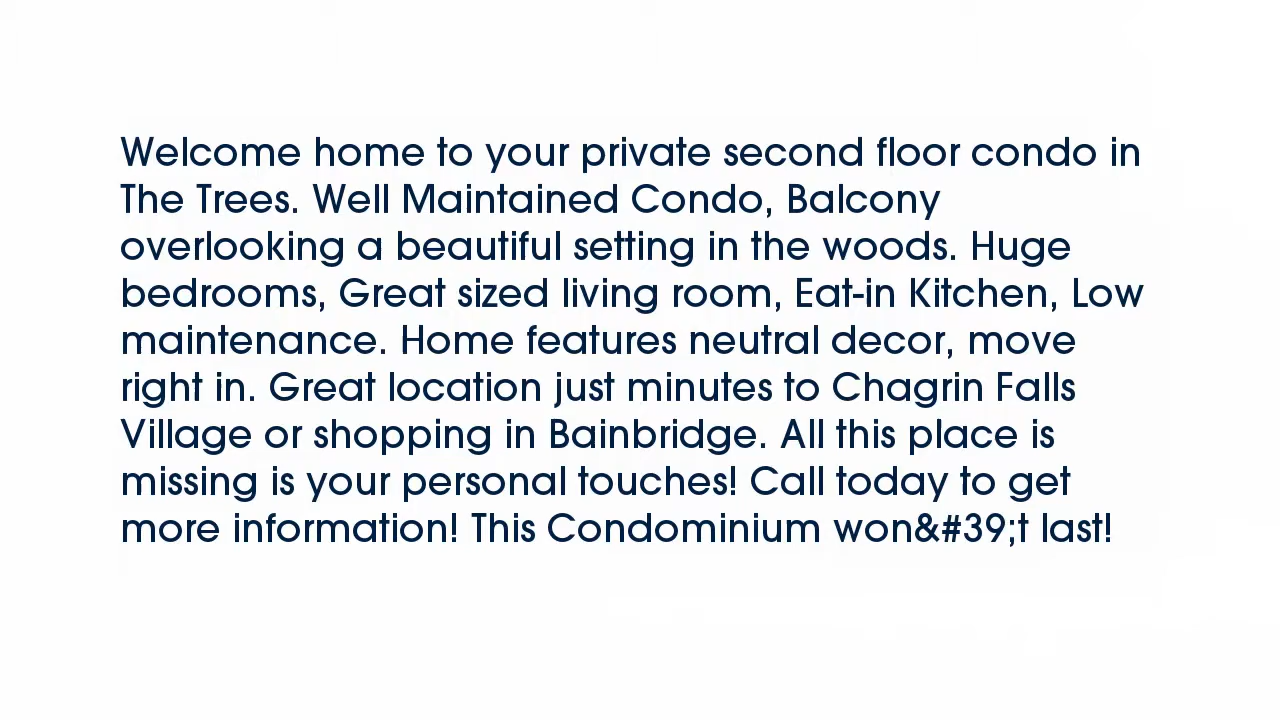 Welcome home to your private second floor condo in
The Trees. Well Maintained Condo, Balcony
overlooking a beautiful setting in the woods. Huge
bedrooms, Great sized living room, Eat-in Kitchen, Low
maintenance. Home features neutral decor, move
right in. Great location just minutes to Chagrin Falls
Village or shopping in Bainbridge. All this place is
missing is your personal touches! Call today to get
more information! This Condominium won&#39;t last!